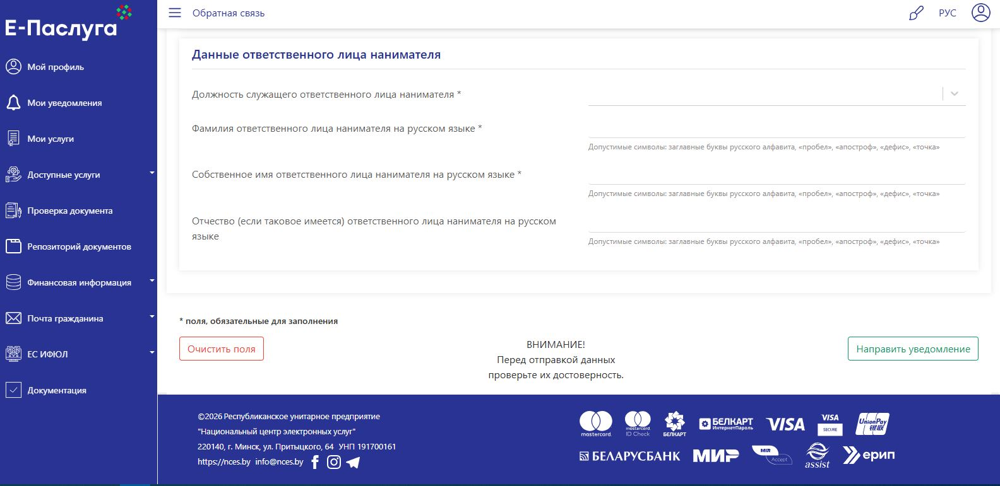 Е-Паслуга
Мой профиль
Мои уведомления
Мои услуги
Доступные услуги
Проверка документа
Репозиторий документов
Финансовая информация
Почта гражданина
ЕС ИФЮЛ
Документация
Обратная связь
РУС
Данные ответственного лица нанимателя
Должность служащего ответственного лица нанимателя *
Фамилия ответственного лица нанимателя на русском языке *
Допустимые символы: заглавные буквы русского алфавита, «пробел», «апостроф», «дефис», «точка»
Собственное имя ответственного лица нанимателя на русском языке *
Допустимые символы: заглавные буквы русского алфавита, «пробел», «апостроф», «дефис», «точка»
Отчество (если таковое имеется) ответственного лица нанимателя на русском
языке
Допустимые символы: заглавные буквы русского алфавита, «пробел», «апостроф», «дефис», «точка»
* поля, обязательные для заполнения
Очистить поля
ВНИМАНИЕ!
Перед отправкой данных
проверьте их достоверность.
Направить уведомление
©2026 Республиканское унитарное предприятие
"Национальный центр электронных услуг"
220140, г. Минск, ул. Притыцкого, 64 УНП 191700161
https://nces.by info@nces.by
mastercard.
mastercard.
ID Check
БЕЛКАРТ
БЕЛКАРТ
ИнтернетПароль
VISA
VISA
SECURE
UnionPay
银联
БЕЛАРУСБАНК
МИР
MIR
Accept
assist
ерип